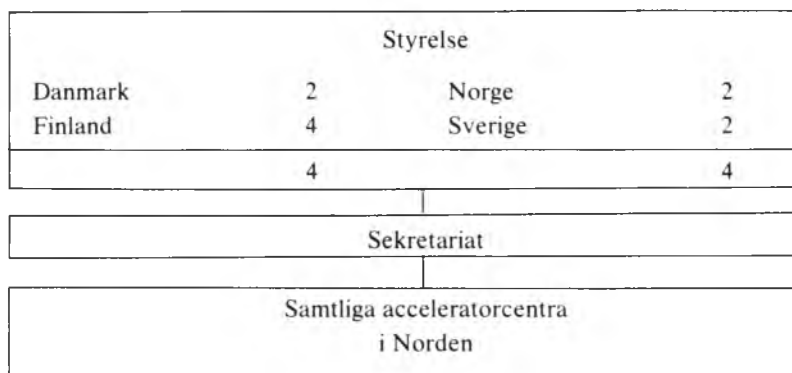 Styrelse
Danmark 2 Norge 2
Finland 4 Sverige 2
4 4
Sekretariat
Samtliga acceleratorcentra
i Norden